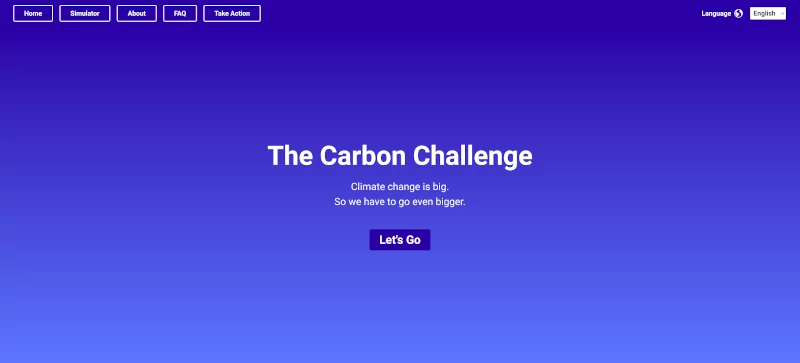 Home
SImulator
About
FAQ
Take Action
Language
English
The Carbon Challenge
Climate change is big.
So we have to go even bigger.
Let's Go